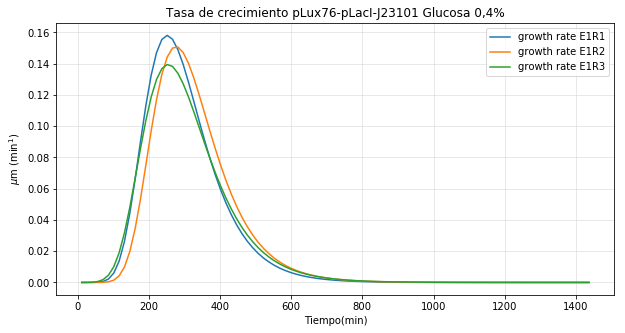 Tasa de crecimiento pLux76-pLacI-J23101 Glucosa 0,4%
growth rate E1R1
growth rate E1R2
growth rate E1R3
μm (min¹)
0.16
0.14
0.12
0.10
0.08
0.06
0.04
0.02
0.00
0 200 400 600 800 1000 1200 1400
Tiempo(min)